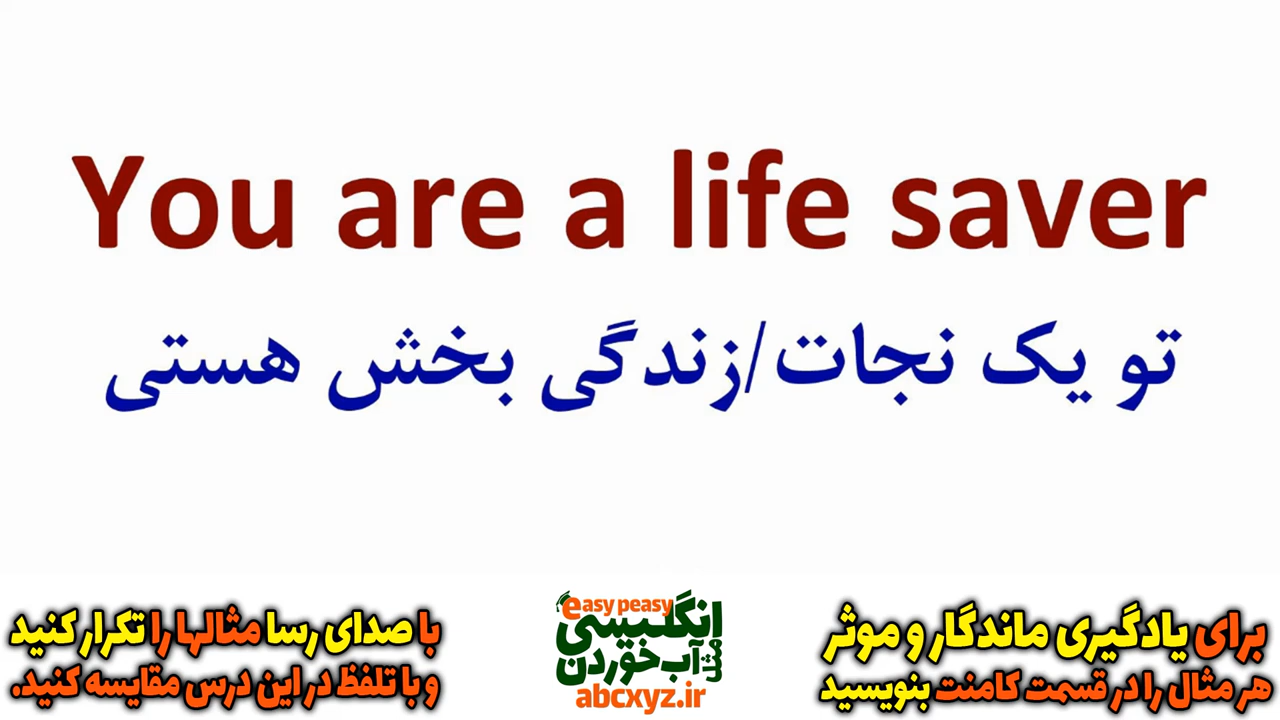 You are a life saver
تو یک نجات/زندگی بخش هستی
برای یادگیری ماندگار و موثر
هر مثال را در قسمت کامنت بنویسید
easy peasy
انگلیسی
مثل
آب خوردن
abcxyz.ir
با صدای رسا مثالها را تکرار کنید
و با تلفظ در این درس مقایسه کنید.